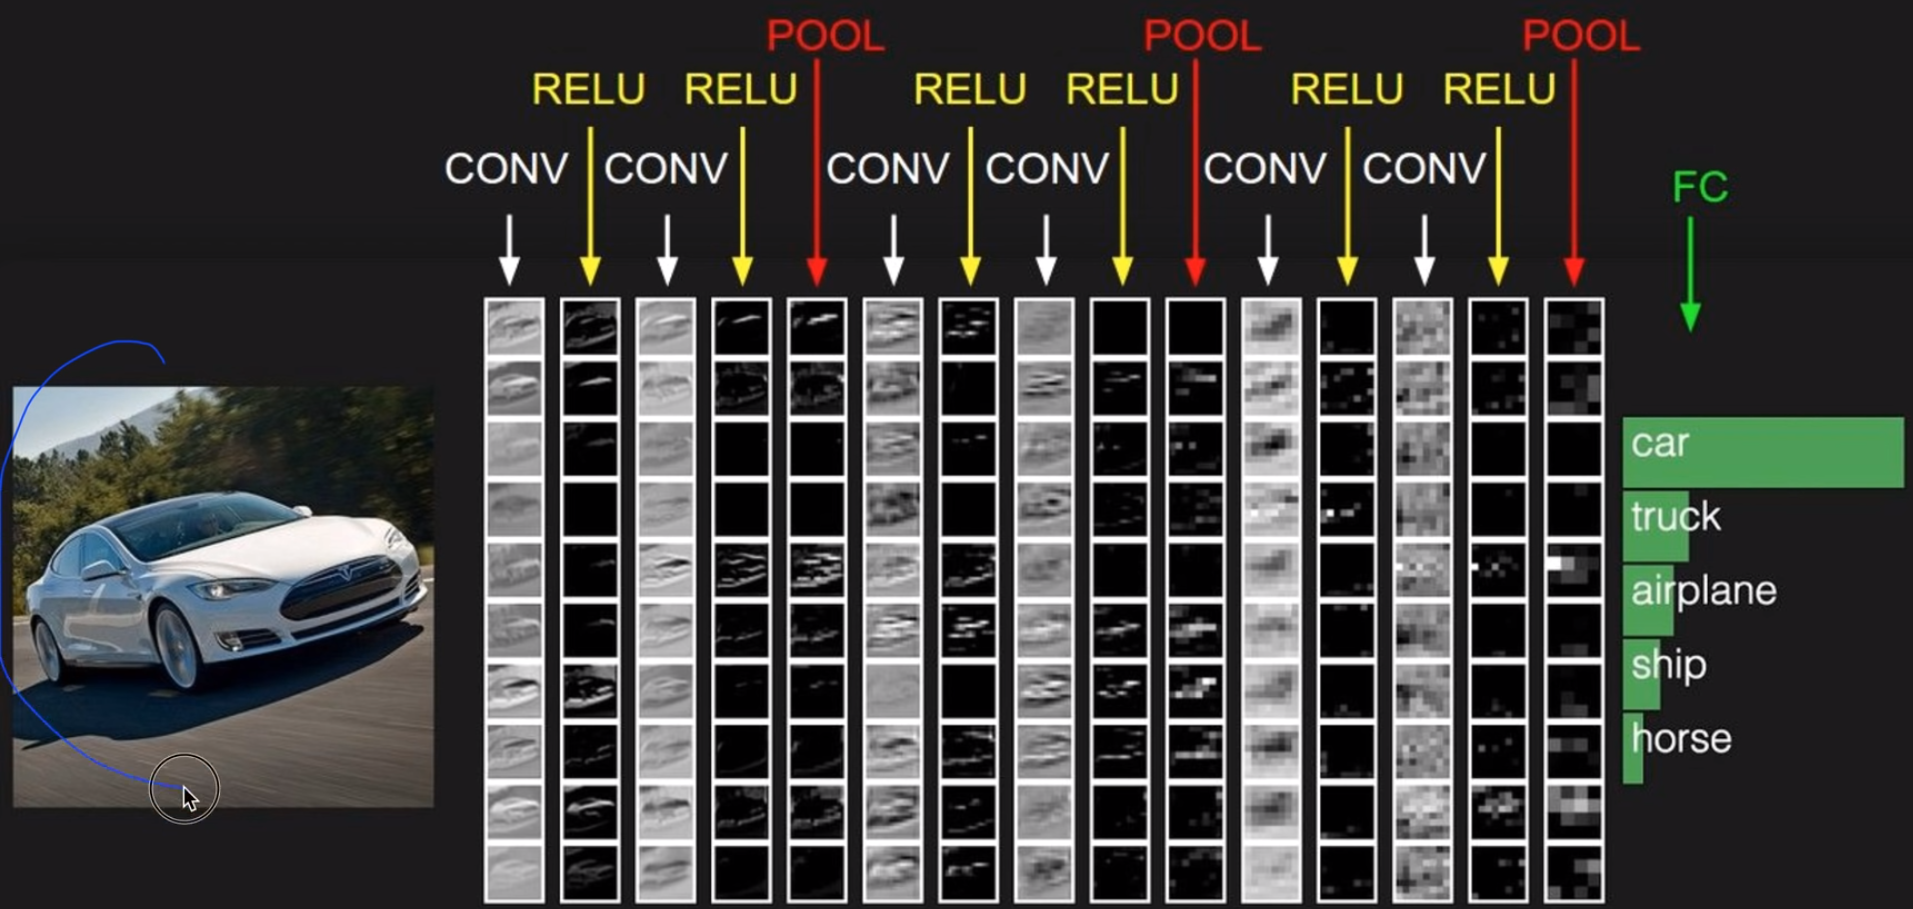 POOL POOL POOL
RELU RELU RELU RELU RELU RELU
CONV CONV CONV CONV CONV CONV
FC
car
truck
airplane
ship
horse